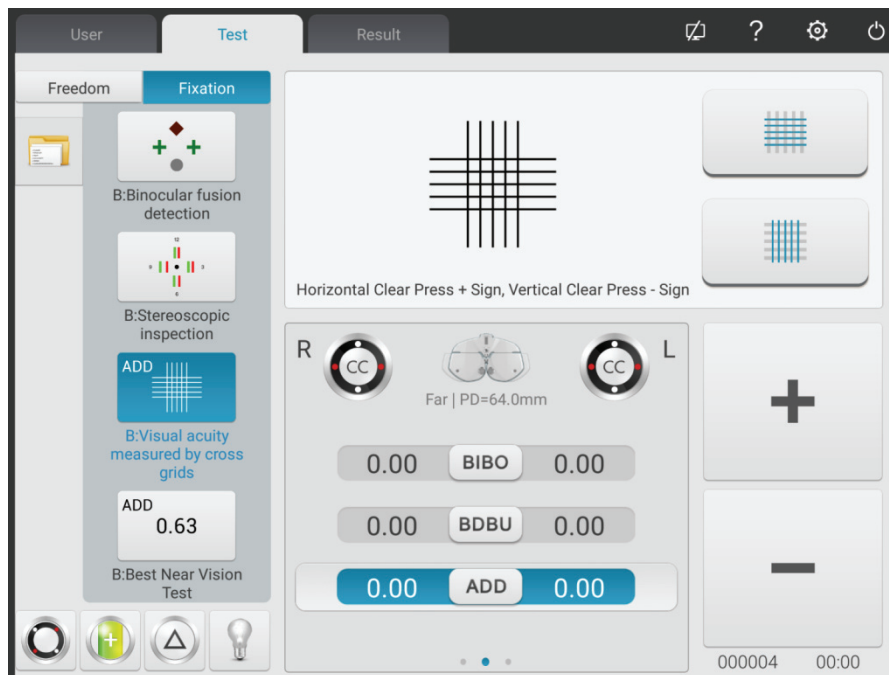 User
Test
Result
?
Freedom
Fixation
B:Binocular fusion
detection
B:Stereoscopic
inspection
ADD
B:Visual acuity
measured by cross
grids
ADD
0.63
B:Best Near Vision
Test
Horizontal Clear Press + Sign, Vertical Clear Press - Sign
R
CC
CC
L
Far | PD=64.0mm
0.00 BIBO 0.00
0.00 BDBU 0.00
0.00 ADD 0.00
+
−
000004 00:00